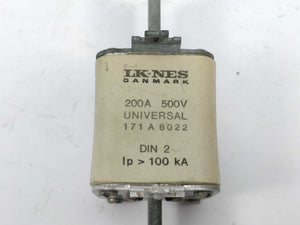 LK-NES
DANMARK
200A 500V
UNIVERSAL
171 A 6022
DIN 2
Ip > 100 kA